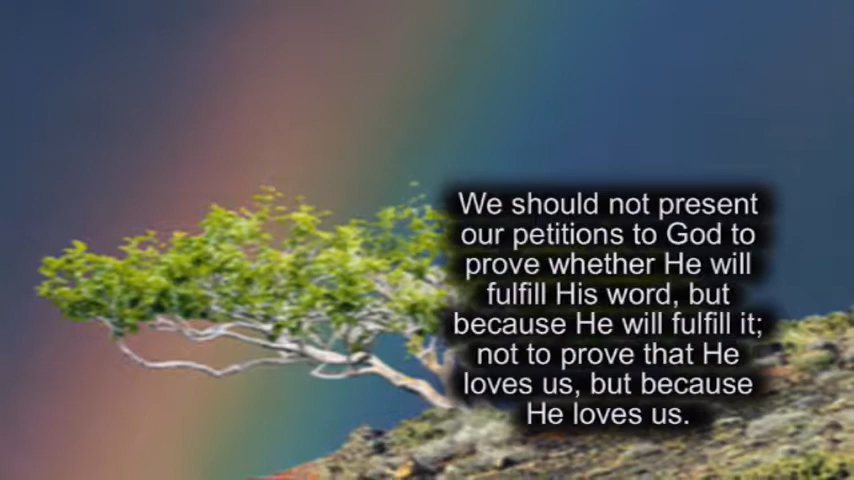 We should not present
our petitions to God to
prove whether He will
fulfill His word, but
because He will fulfill it;
not to prove that He
loves us, but because
He loves us.